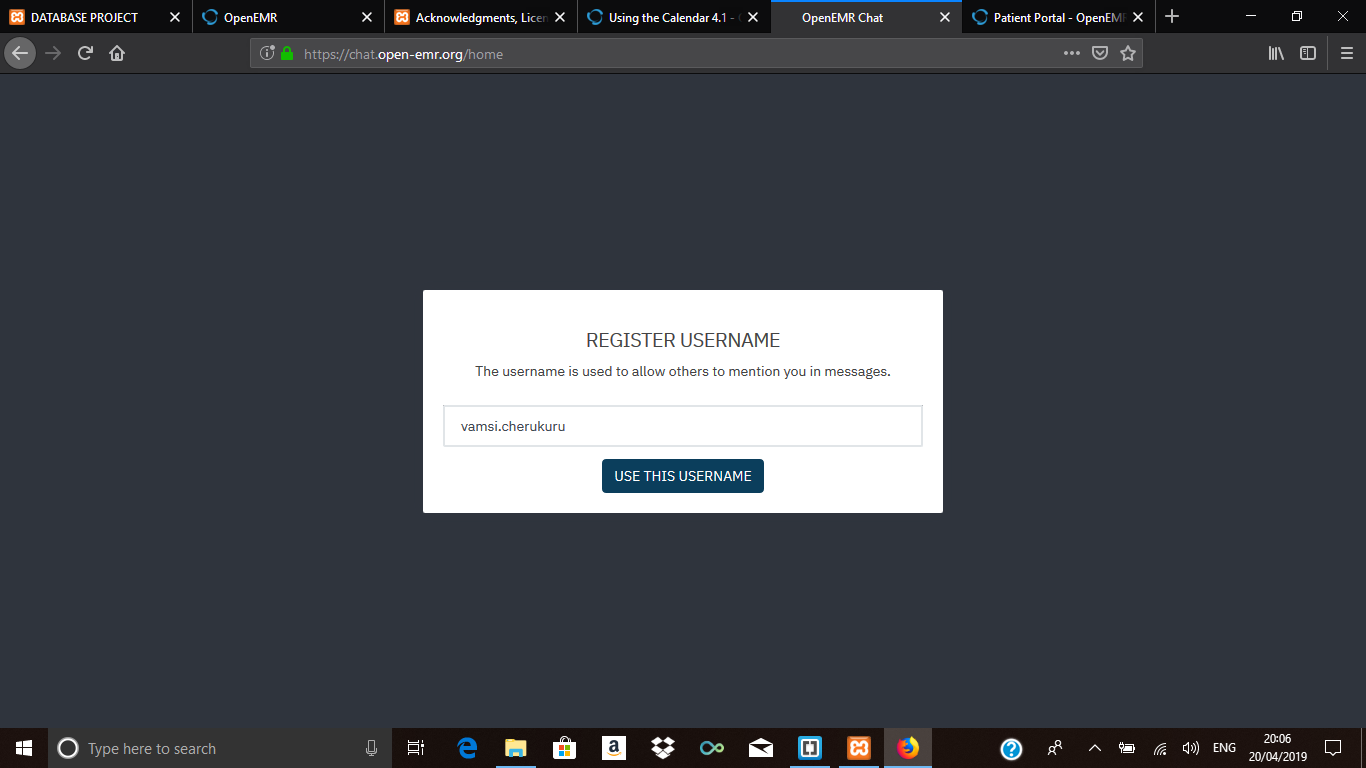 DATABASE PROJECT
OpenEMR
Acknowledgments, Licen
Using the Calendar 4.1 -
OpenEMR Chat
Patient Portal - OpenEMR
https://chat.open-emr.org/home
REGISTER USERNAME
The username is used to allow others to mention you in messages.
vamsi.cherukuru
USE THIS USERNAME
Type here to search
ENG
20:06
20/04/2019